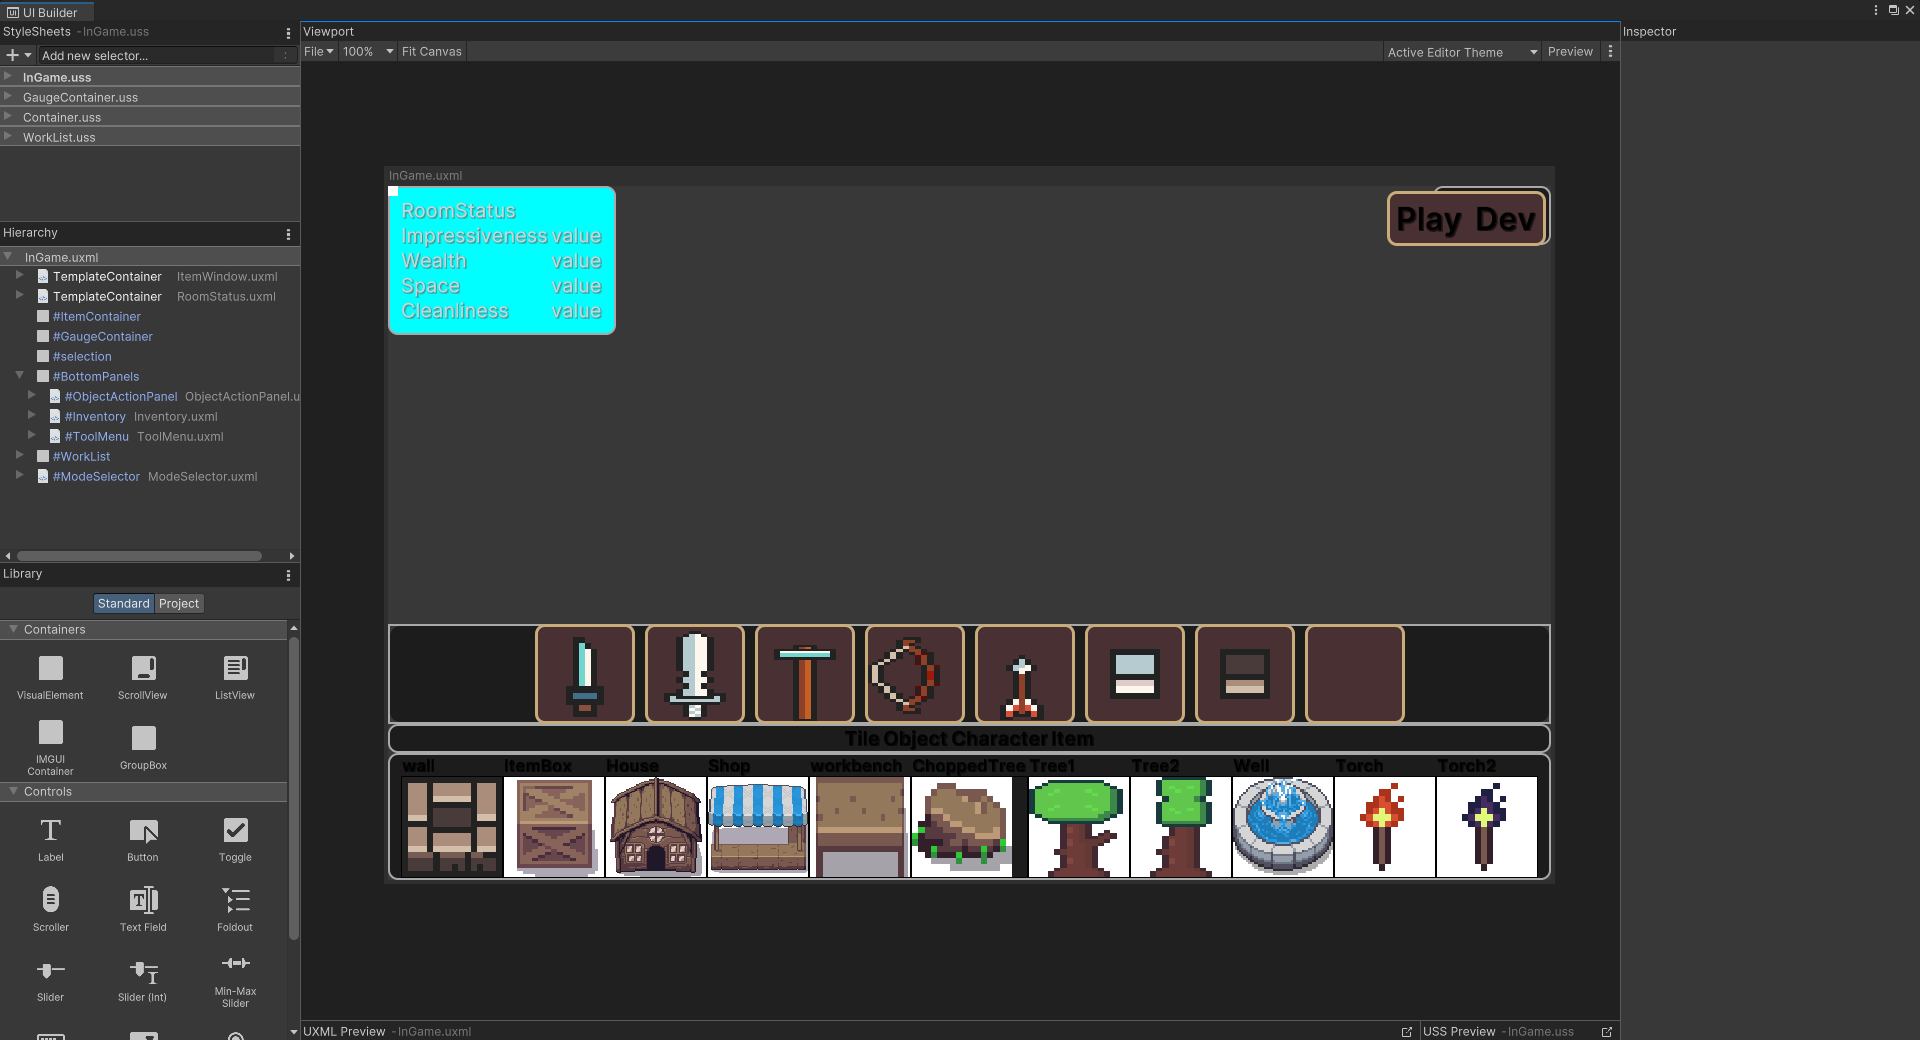 UI Builder
StyleSheets - InGame.uss
Add new selector...
InGame.uss
GaugeContainer.uss
Container.uss
WorkList.uss
Hierarchy
InGame.uxml
TemplateContainer ItemWindow.uxml
TemplateContainer RoomStatus.uxml
#ItemContainer
#GaugeContainer
#selection
#BottomPanels
#ObjectActionPanel ObjectActionPanel.u
#Inventory Inventory.uxml
#ToolMenu ToolMenu.uxml
#WorkList
#ModeSelector ModeSelector.uxml
Library
Standard Project
Containers
VisualElement ScrollView ListView
IMGUI Container GroupBox
Controls
Label Button Toggle
Scroller Text Field Foldout
Slider Slider (Int) Min-Max Slider
Viewport
File 100% Fit Canvas
Active Editor Theme Preview
InGame.uxml
RoomStatus
Impressiveness value
Wealth value
Space value
Cleanliness value
Play Dev
Tile Object Character Item
wall ItemBox House Shop workbench ChoppedTree Tree1 Tree2 Well Torch Torch2
UXML Preview - InGame.uxml
USS Preview - InGame.uss
Inspector